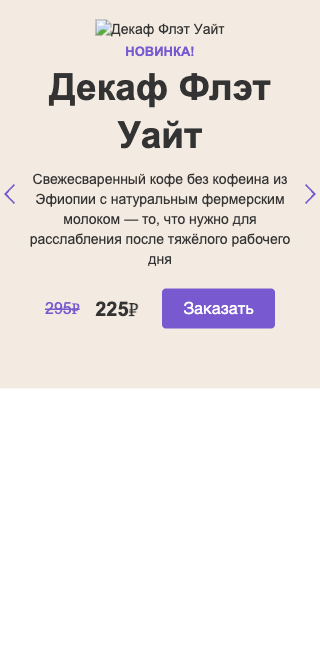 Декаф Флэт Уайт
НОВИНКА!
Декаф Флэт
Уайт
Свежесваренный кофе без кофеина из
Эфиопии с натуральным фермерским
молоком — то, что нужно для
расслабления после тяжёлого рабочего
дня
295₽ 225₽ Заказать